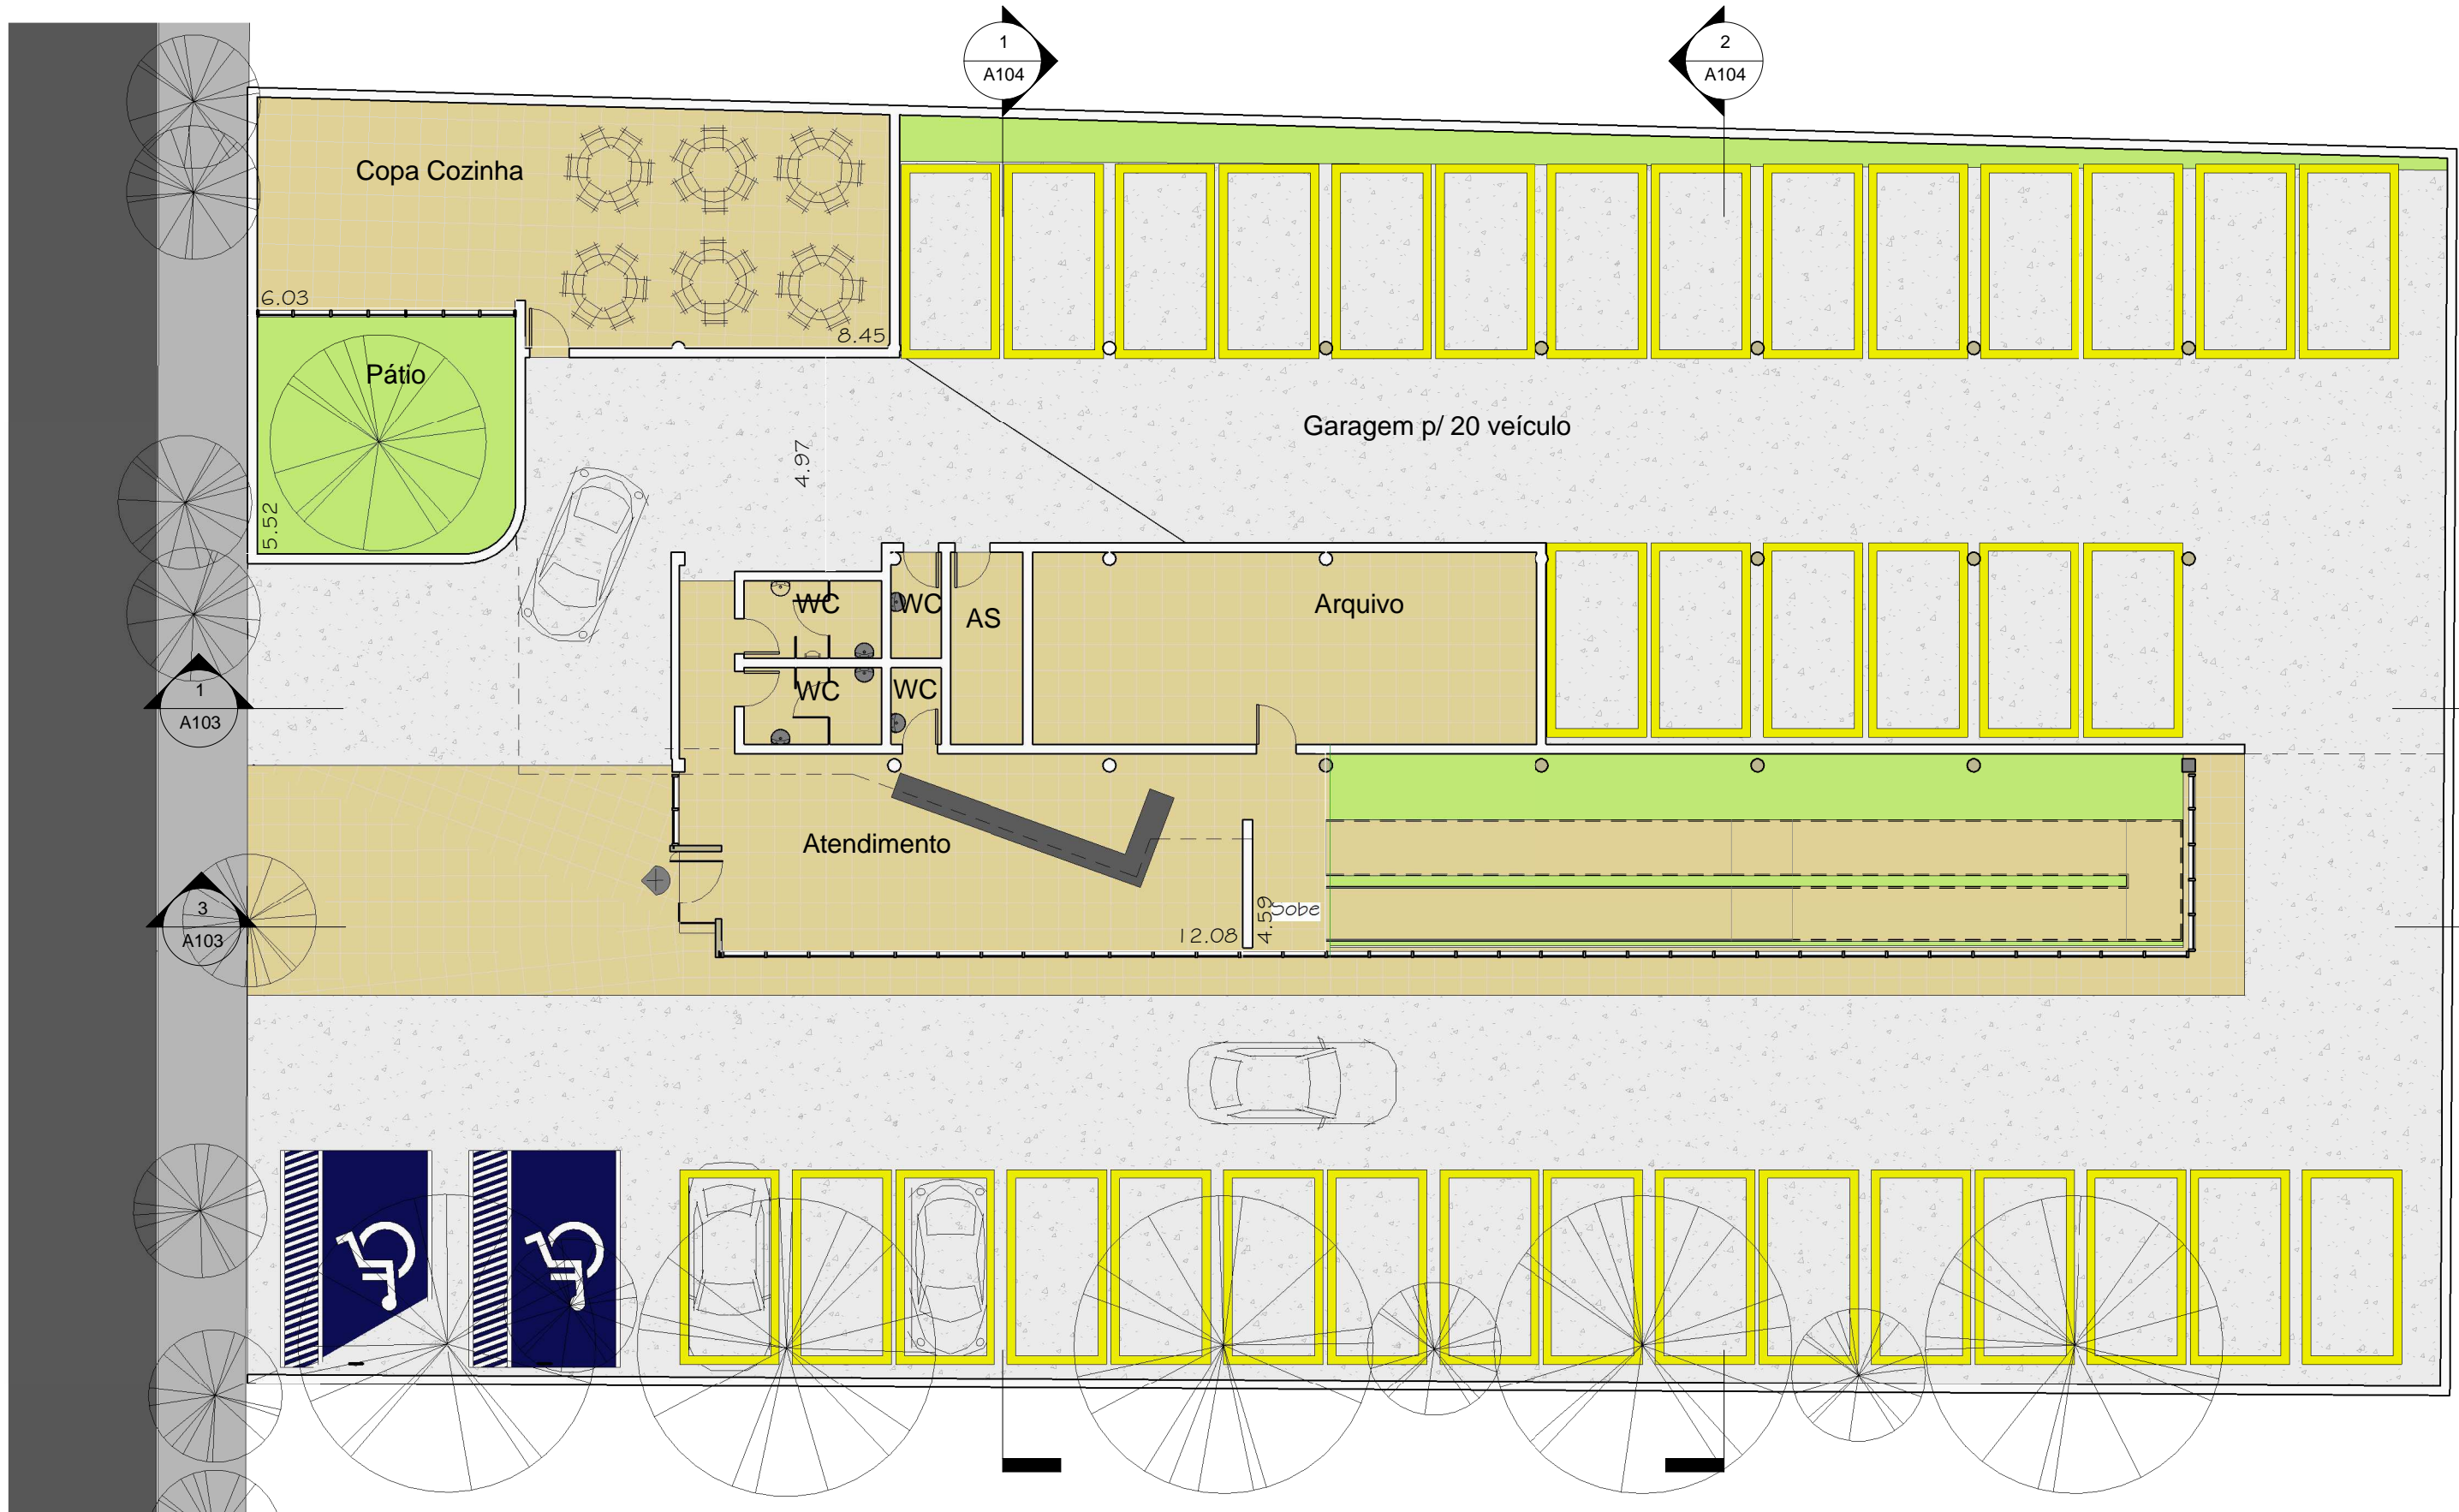 1
A104
2
A104
Copa Cozinha
6.03
8.45
Pátio
5.52
4.97
Garagem p/ 20 veículo
WC
WC
AS
Arquivo
WC
WC
1
A103
Atendimento
3
A103
12.08
4.59
Sobe